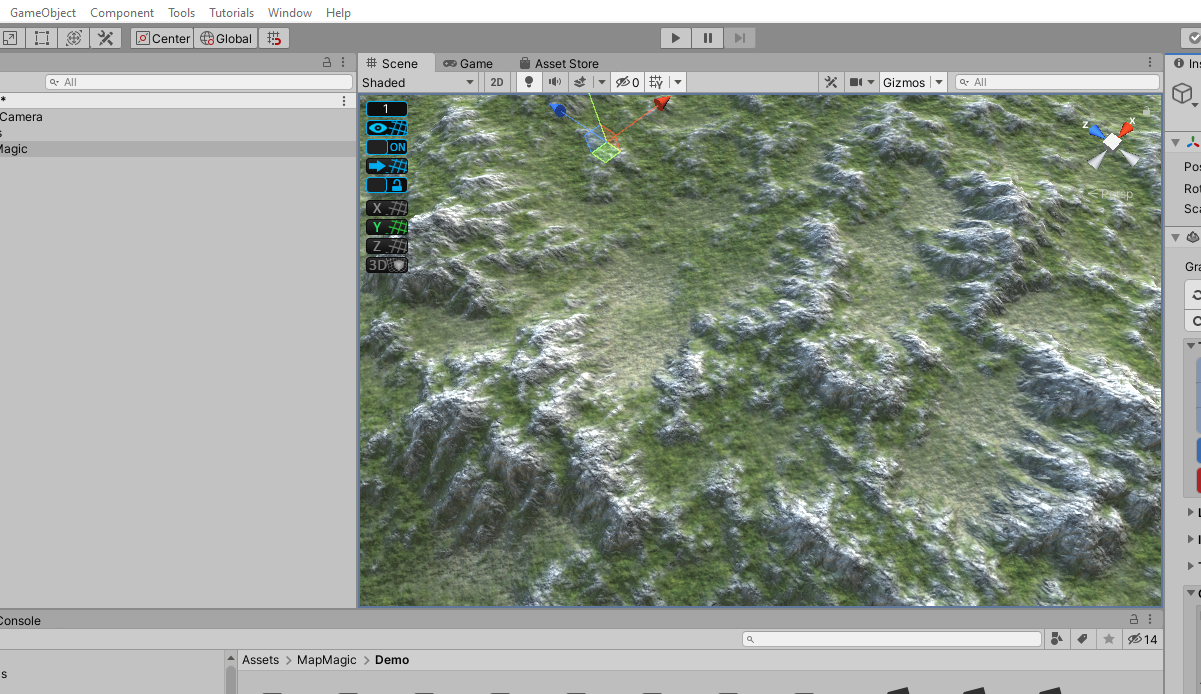 GameObject Component Tools Tutorials Window Help
Center Global
Scene Game Asset Store
Shaded 2D 0 Gizmos All
All
*
Camera
s
Magic
1
ON
X
Y
Z
3D
Z X
Persp
Ins
Pos
Rot
Sca
Gra
Console
14
Assets > MapMagic > Demo
s